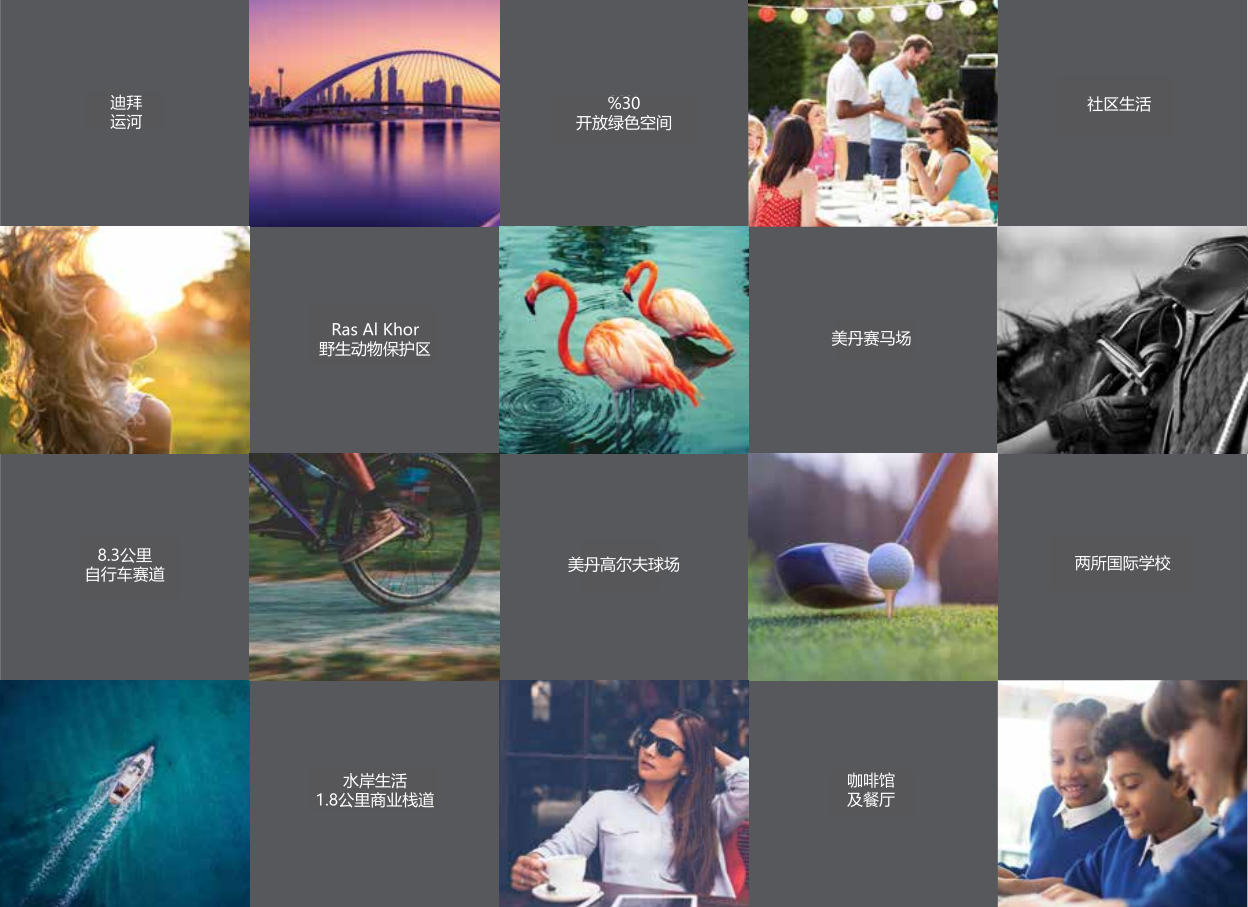 迪拜
运河
%30
开放绿色空间
社区生活
Ras Al Khor
野生动物保护区
美丹赛马场
8.3公里
自行车赛道
美丹高尔夫球场
两所国际学校
水岸生活
1.8公里商业栈道
咖啡馆
及餐厅